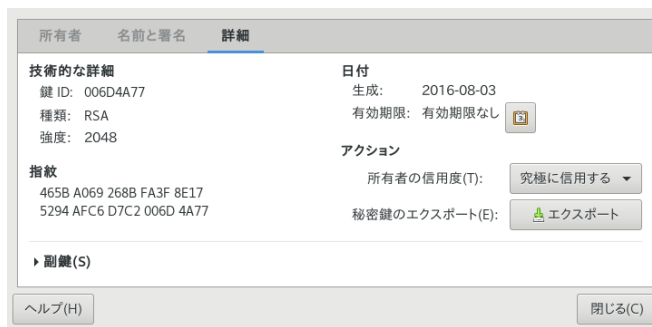 所有者 名前と署名 詳細
技術的な詳細
鍵 ID: 006D4A77
種類: RSA
強度: 2048
指紋
465B A069 268B FA3F 8E17
5294 AFC6 D7C2 006D 4A77
日付
生成: 2016-08-03
有効期限: 有効期限なし
アクション
所有者の信用度(T): 究極に信用する
秘密鍵のエクスポート(E): エクスポート
副鍵(S)
ヘルプ(H) 閉じる(C)